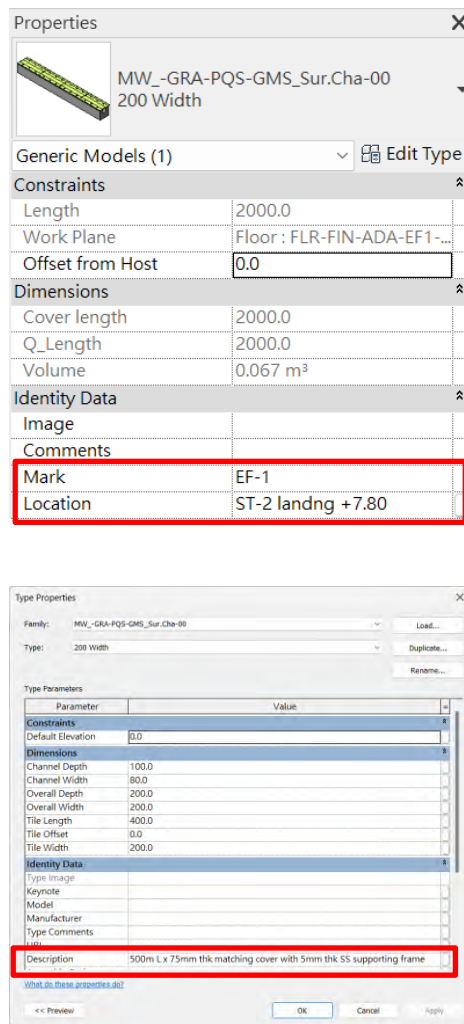 Properties
MW_-GRA-PQS-GMS_Sur.Cha-00
200 Width
Generic Models (1) Edit Type
Constraints
Length 2000.0
Work Plane Floor : FLR-FIN-ADA-EF1-...
Offset from Host 0.0
Dimensions
Cover length 2000.0
Q_Length 2000.0
Volume 0.067 m³
Identity Data
Image
Comments
Mark EF-1
Location ST-2 landng +7.80
Type Properties
Family: MW_-GRA-PQS-GMS_Sur.Cha-00 Load...
Type: 200 Width Duplicate...
Rename...
Type Parameters
Parameter Value =
Constraints
Default Elevation 0.0
Dimensions
Channel Depth 100.0
Channel Width 80.0
Overall Depth 200.0
Overall Width 200.0
Tile Length 400.0
Tile Offset 0.0
Tile Width 200.0
Identity Data
Type Image
Keynote
Model
Manufacturer
Type Comments
URL
Description 500m L x 75mm thk matching cover with 5mm thk SS supporting frame
What do these properties do?
<< Preview OK Cancel Apply